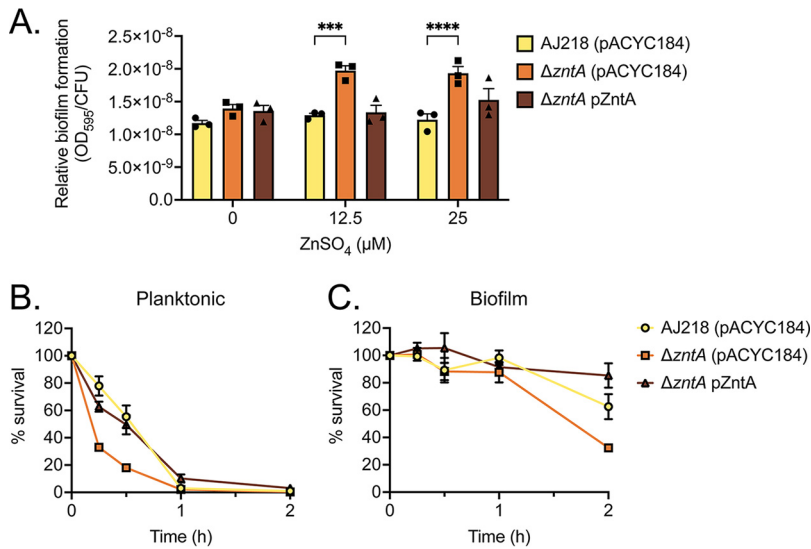 A.
Relative biofilm formation
(OD595/CFU)
2.5×10-8
2.0×10-8
1.5×10-8
1.0×10-8
5.0×10-9
0.0
***
****
0
12.5
25
ZnSO4 (µM)
AJ218 (pACYC184)
ΔzntA (pACYC184)
ΔzntA pZntA
B.
Planktonic
% survival
120
100
80
60
40
20
0
0
1
2
Time (h)
C.
Biofilm
% survival
120
100
80
60
40
20
0
0
1
2
Time (h)
AJ218 (pACYC184)
ΔzntA (pACYC184)
ΔzntA pZntA